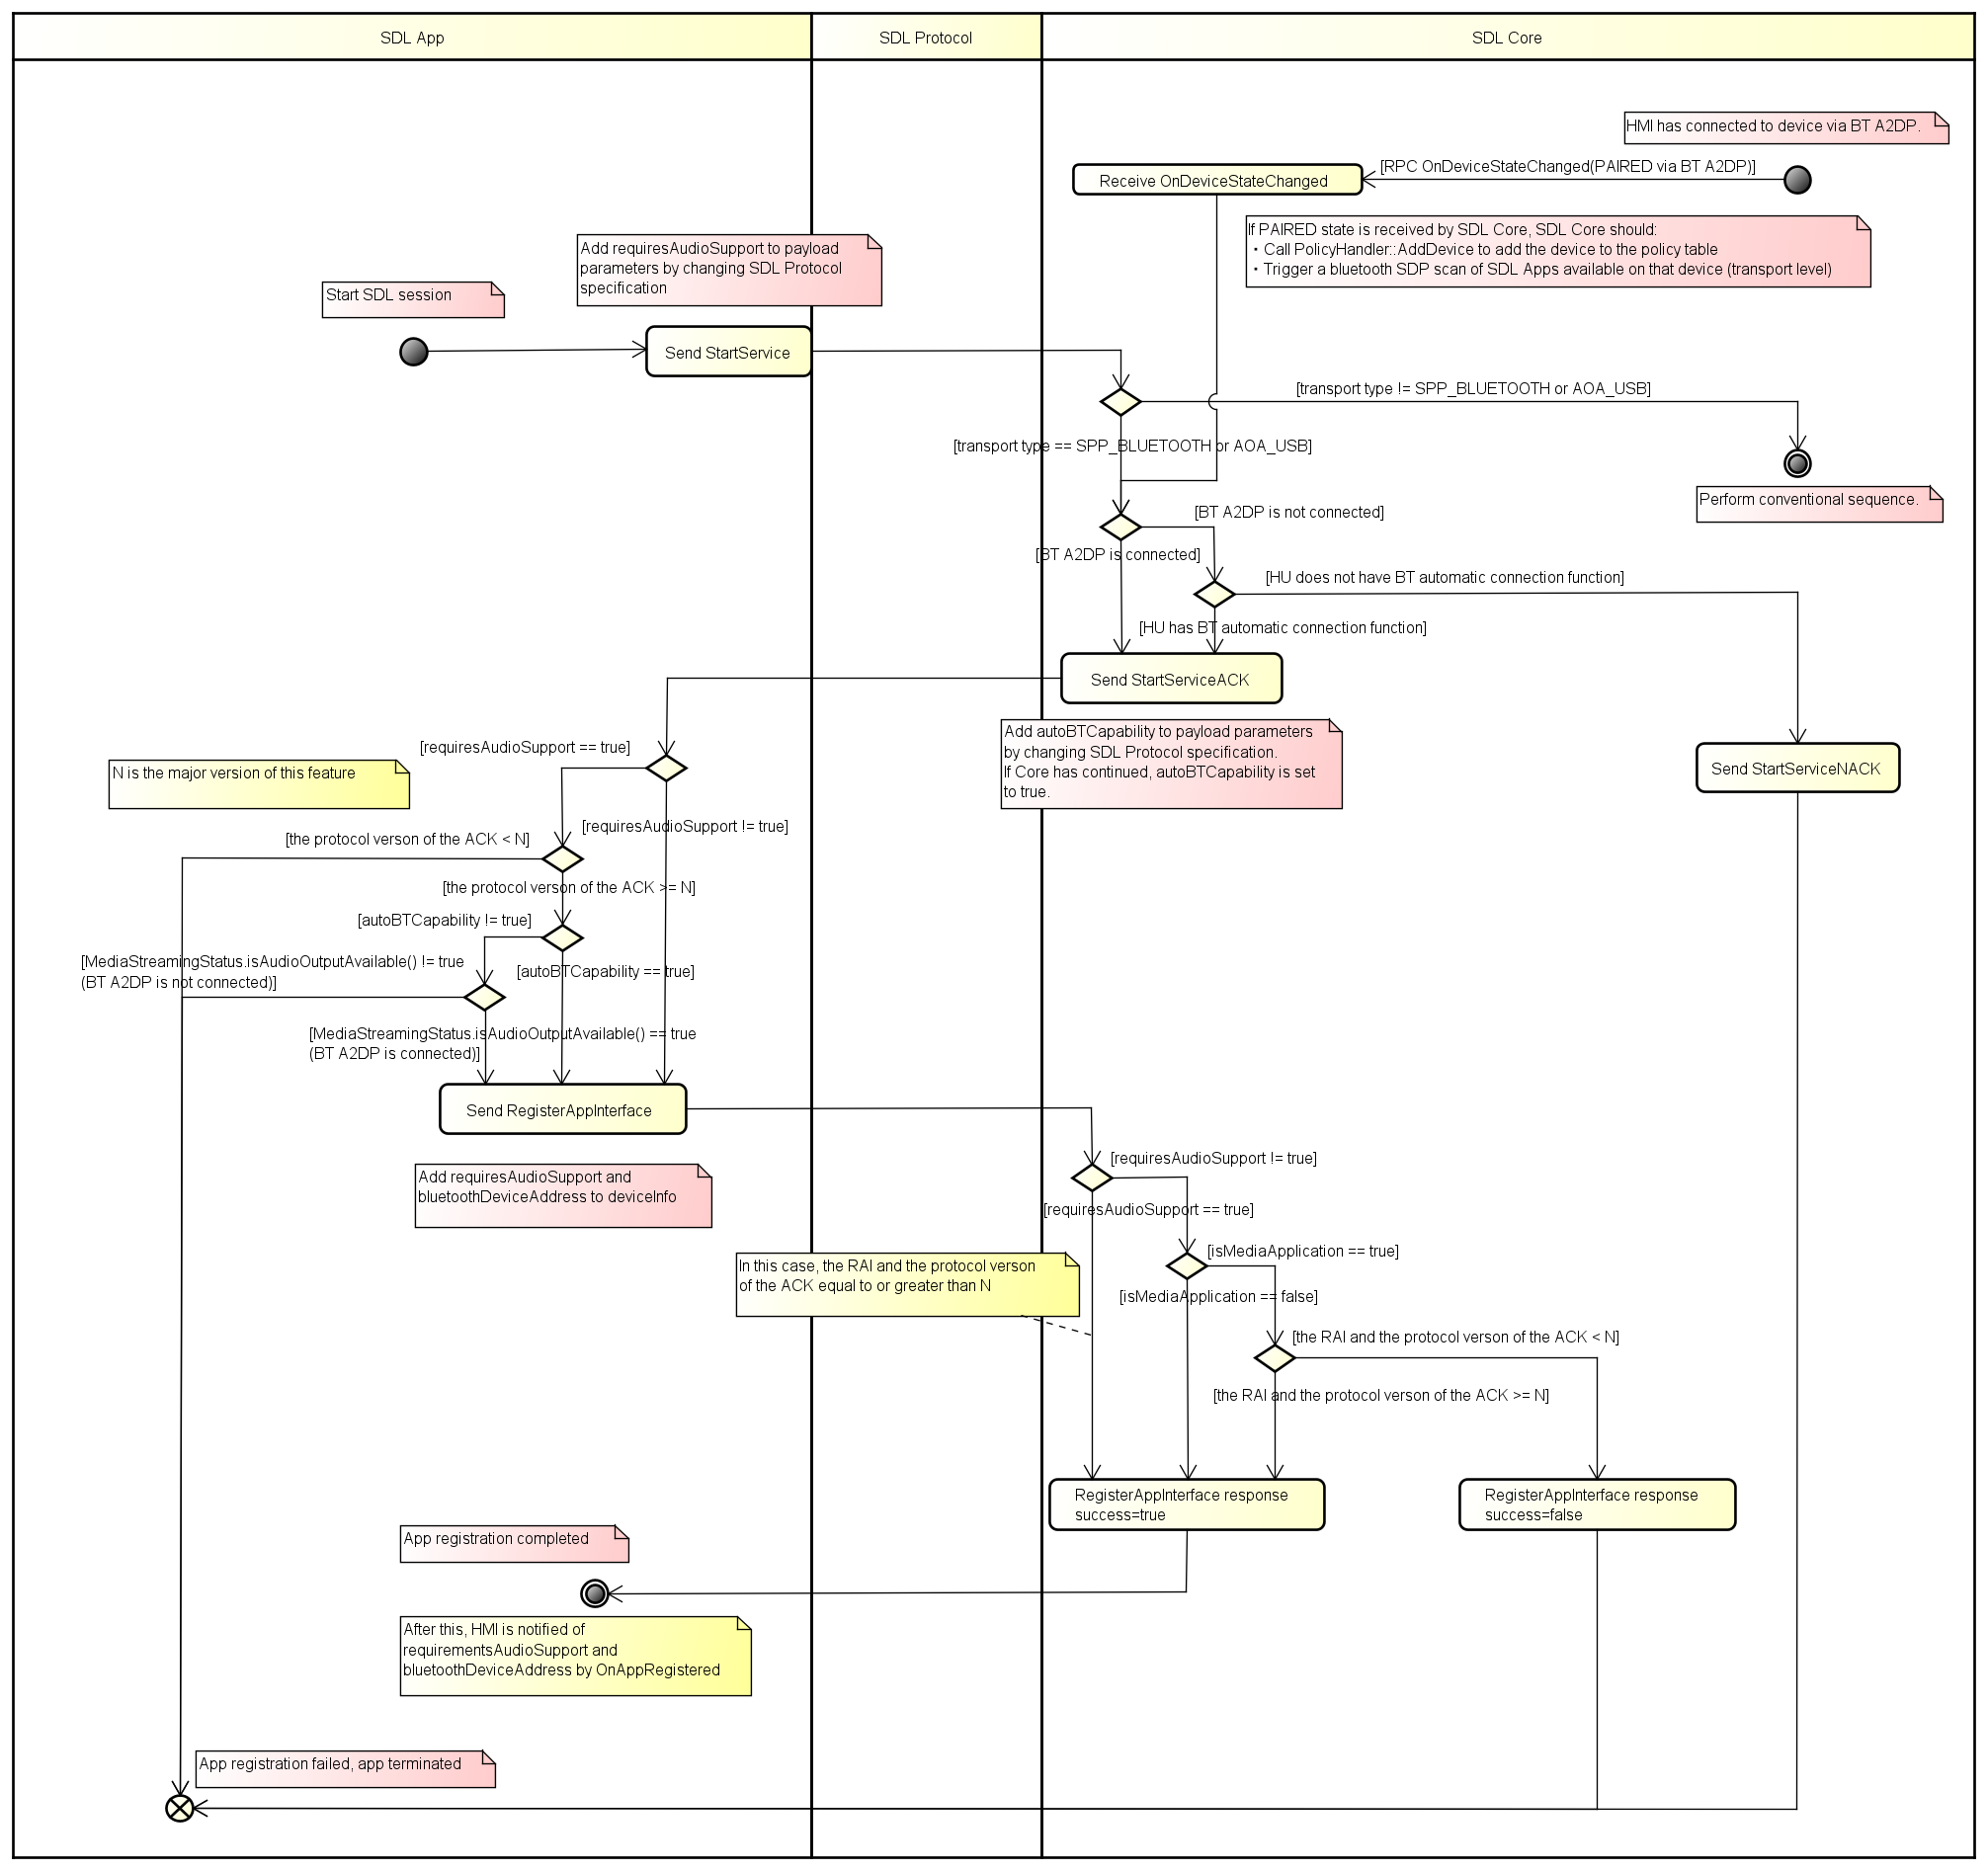 SDL App
SDL Protocol
SDL Core
HMI has connected to device via BT A2DP.
[RPC OnDeviceStateChanged(PAIRED via BT A2DP)]
Receive OnDeviceStateChanged
If PAIRED state is received by SDL Core, SDL Core should:
・Call PolicyHandler::AddDevice to add the device to the policy table
・Trigger a bluetooth SDP scan of SDL Apps available on that device (transport level)
Add requiresAudioSupport to payload
parameters by changing SDL Protocol
specification
Start SDL session
Send StartService
[transport type != SPP_BLUETOOTH or AOA_USB]
[transport type == SPP_BLUETOOTH or AOA_USB]
Perform conventional sequence.
[BT A2DP is not connected]
[BT A2DP is connected]
[HU does not have BT automatic connection function]
[HU has BT automatic connection function]
Send StartServiceACK
Add autoBTCapability to payload parameters
by changing SDL Protocol specification.
If Core has continued, autoBTCapability is set
to true.
Send StartServiceNACK
[requiresAudioSupport == true]
N is the major version of this feature
[requiresAudioSupport != true]
[the protocol verson of the ACK < N]
[the protocol verson of the ACK >= N]
[autoBTCapability != true]
[MediaStreamingStatus.isAudioOutputAvailable() != true
(BT A2DP is not connected)]
[autoBTCapability == true]
[MediaStreamingStatus.isAudioOutputAvailable() == true
(BT A2DP is connected)]
Send RegisterAppInterface
Add requiresAudioSupport and
bluetoothDeviceAddress to deviceInfo
[requiresAudioSupport != true]
[requiresAudioSupport == true]
In this case, the RAI and the protocol verson
of the ACK equal to or greater than N
[isMediaApplication == true]
[isMediaApplication == false]
[the RAI and the protocol verson of the ACK < N]
[the RAI and the protocol verson of the ACK >= N]
RegisterAppInterface response
success=true
RegisterAppInterface response
success=false
App registration completed
After this, HMI is notified of
requirementsAudioSupport and
bluetoothDeviceAddress by OnAppRegistered
App registration failed, app terminated